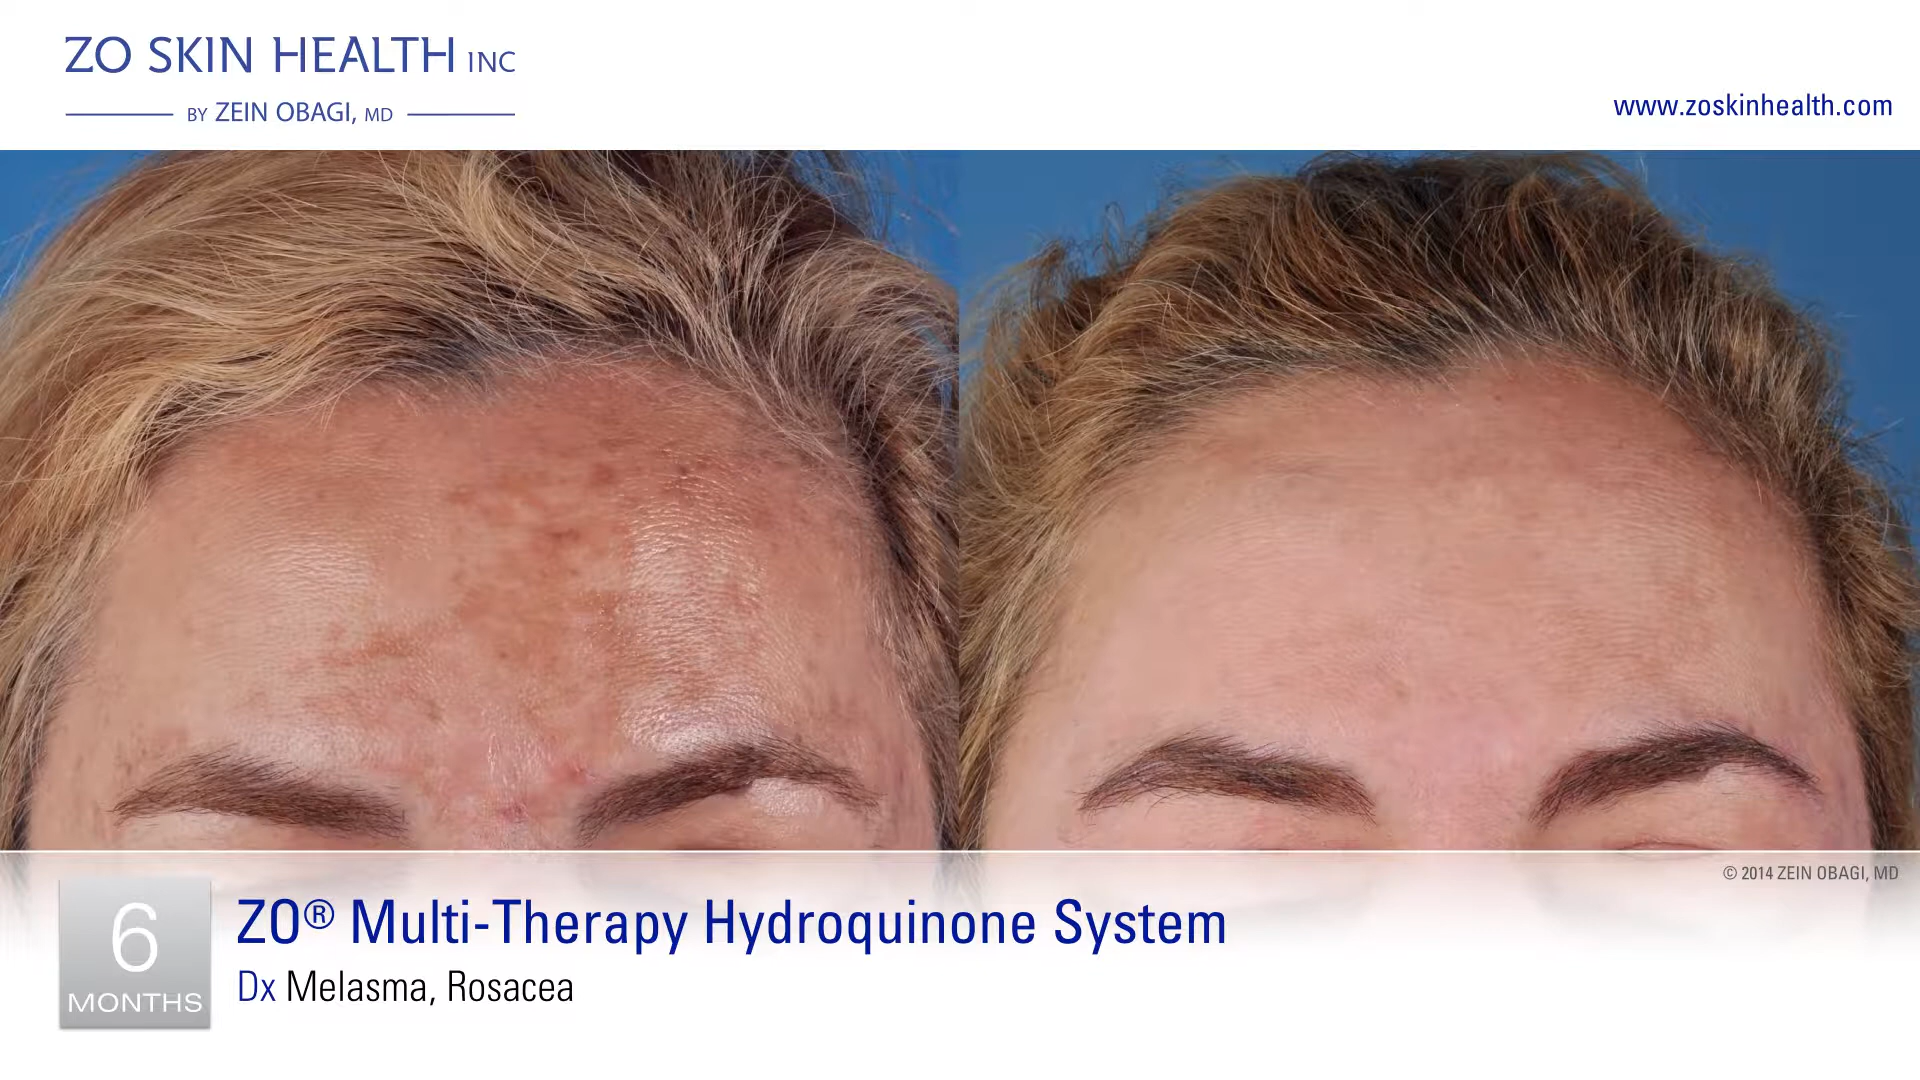 ZO SKIN HEALTH INC
BY ZEIN OBAGI, MD
www.zoskinhealth.com
© 2014 ZEIN OBAGI, MD
6
MONTHS
ZO® Multi-Therapy Hydroquinone System
Dx Melasma, Rosacea